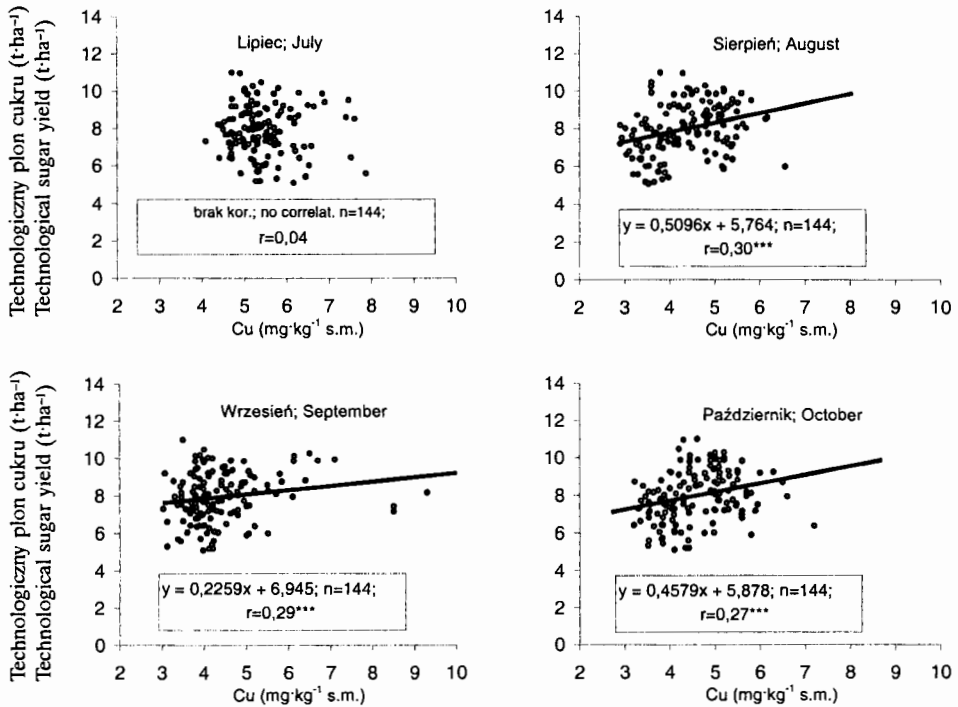 Technologiczny plon cukru (t·ha⁻¹)
Technological sugar yield (t·ha⁻¹)
14
12
10
8
6
4
2
0
Lipiec; July
brak kor.; no correlat. n=144;
r=0,04
2 3 4 5 6 7 8 9 10
Cu (mg·kg⁻¹ s.m.)
14
12
10
8
6
4
2
0
Sierpień; August
y = 0,5096x + 5,764; n=144;
r=0,30***
2 3 4 5 6 7 8 9 10
Cu (mg·kg⁻¹ s.m.)
Technologiczny plon cukru (t·ha⁻¹)
Technological sugar yield (t·ha⁻¹)
14
12
10
8
6
4
2
0
Wrzesień; September
y = 0,2259x + 6,945; n=144;
r=0,29***
2 3 4 5 6 7 8 9 10
Cu (mg·kg⁻¹ s.m.)
14
12
10
8
6
4
2
0
Październik; October
y = 0,4579x + 5,878; n=144;
r=0,27***
2 3 4 5 6 7 8 9 10
Cu (mg·kg⁻¹ s.m.)